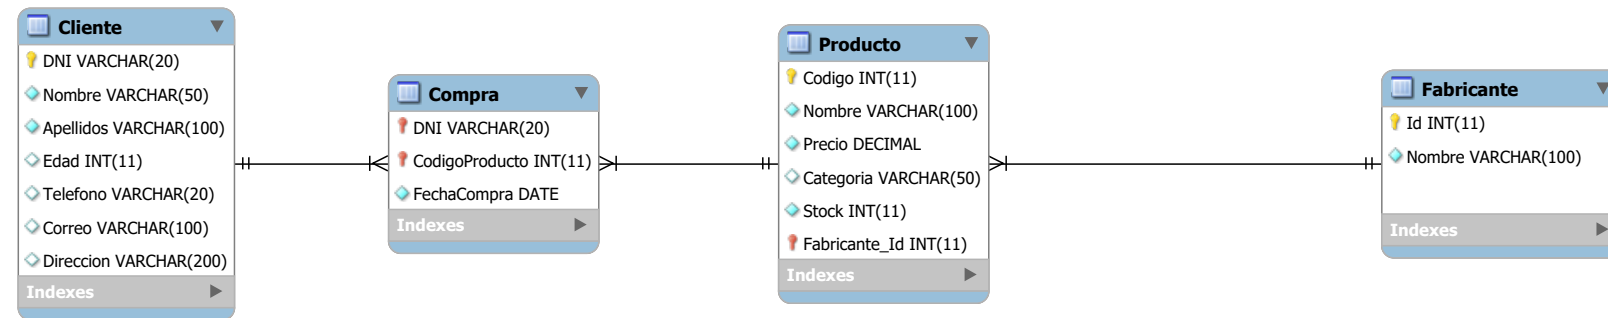 Cliente
DNI VARCHAR(20)
Nombre VARCHAR(50)
Apellidos VARCHAR(100)
Edad INT(11)
Telefono VARCHAR(20)
Correo VARCHAR(100)
Direccion VARCHAR(200)
Indexes
Compra
DNI VARCHAR(20)
CodigoProducto INT(11)
FechaCompra DATE
Indexes
Producto
Codigo INT(11)
Nombre VARCHAR(100)
Precio DECIMAL
Categoria VARCHAR(50)
Stock INT(11)
Fabricante_Id INT(11)
Indexes
Fabricante
Id INT(11)
Nombre VARCHAR(100)
Indexes